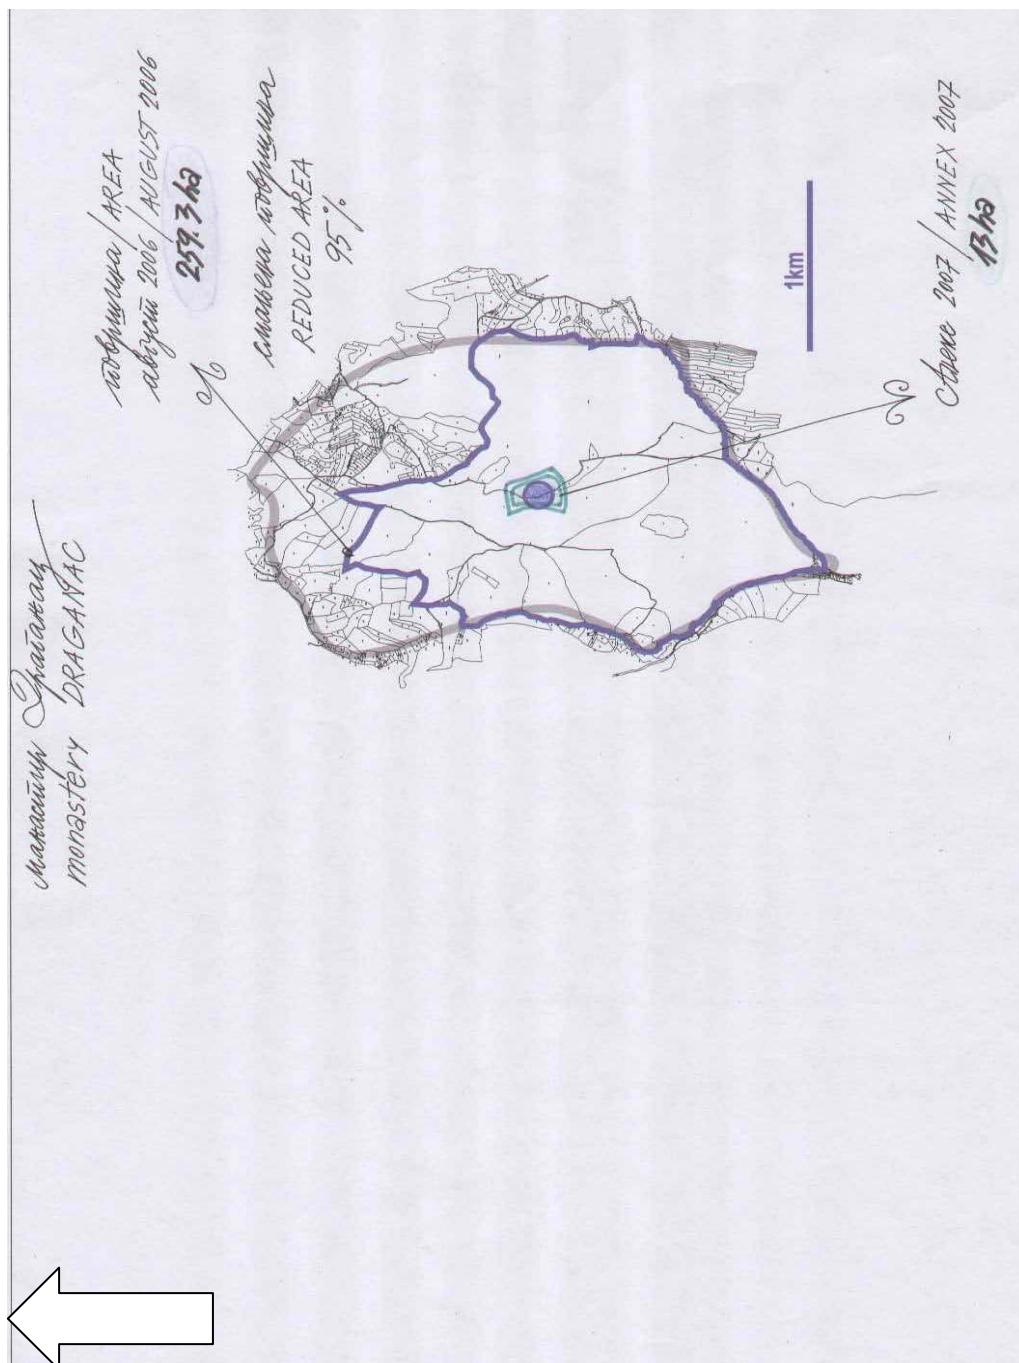 манастир Драганац
monastery DRAGANAC
површина / AREA
август 2006 / AUGUST 2006
259.3 ha
смањена површина
REDUCED AREA
95%
1km
Анекс 2007 / ANNEX 2007
13 ha